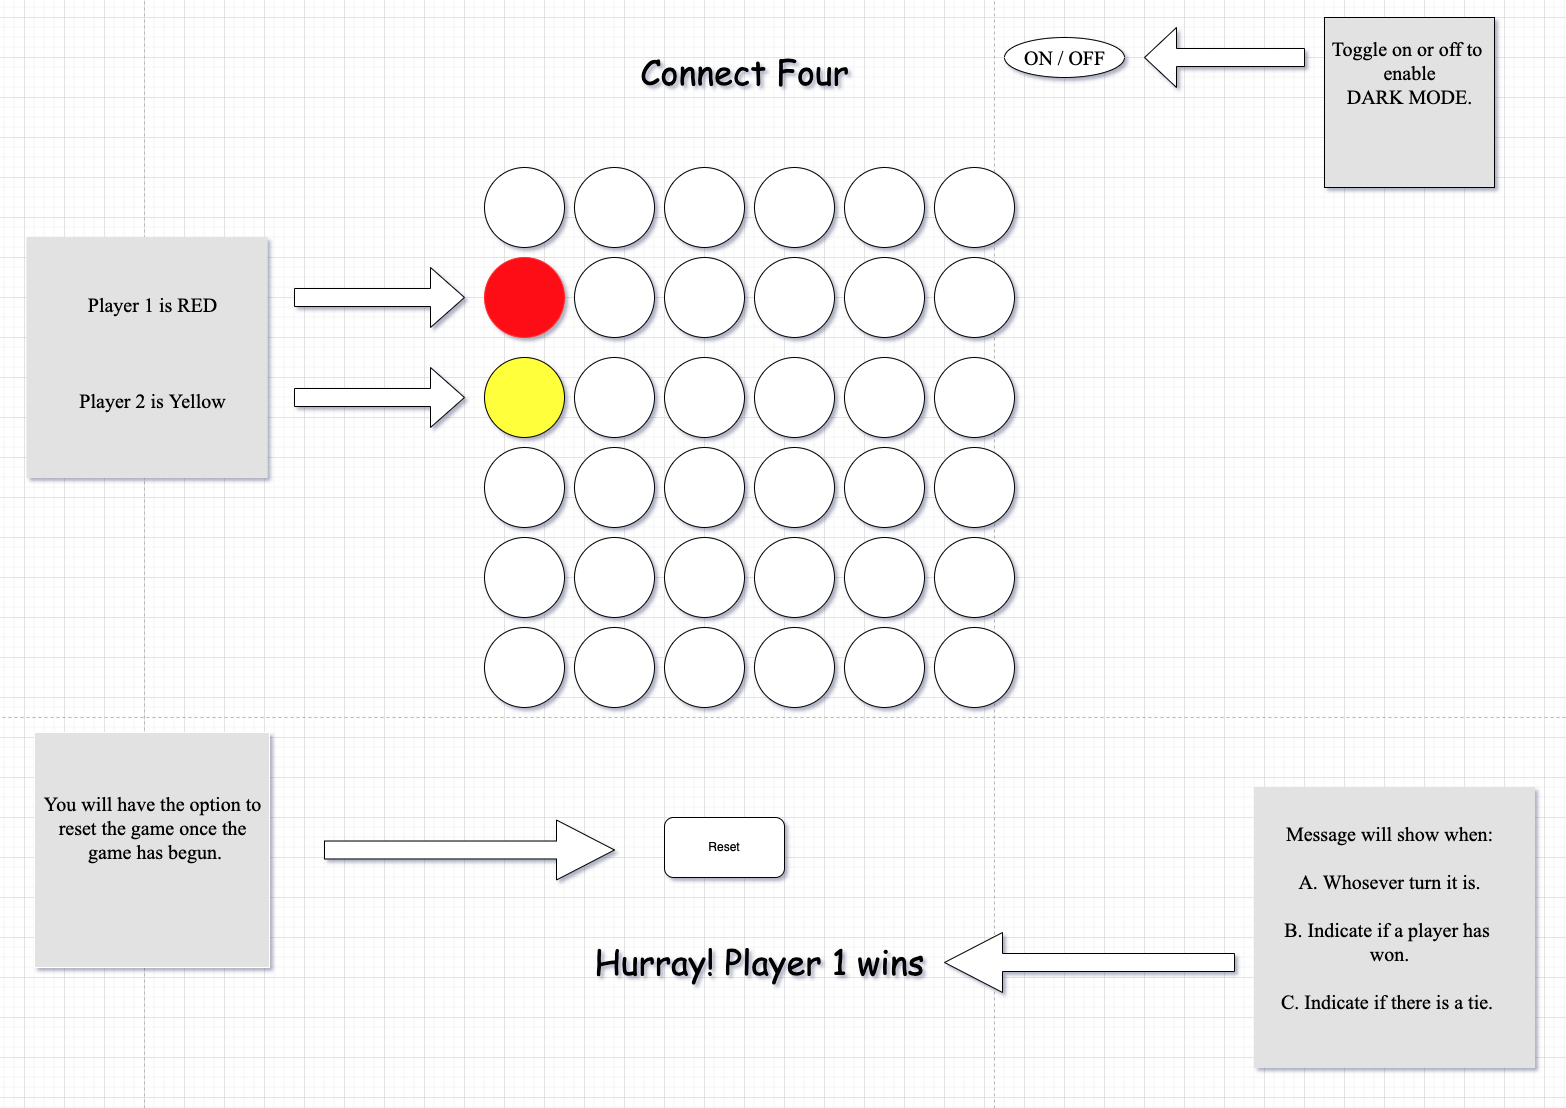 Connect Four
ON / OFF
Toggle on or off to
enable
DARK MODE.
Player 1 is RED
Player 2 is Yellow
You will have the option to
reset the game once the
game has begun.
Reset
Hurray! Player 1 wins
Message will show when:
A. Whosever turn it is.
B. Indicate if a player has
won.
C. Indicate if there is a tie.